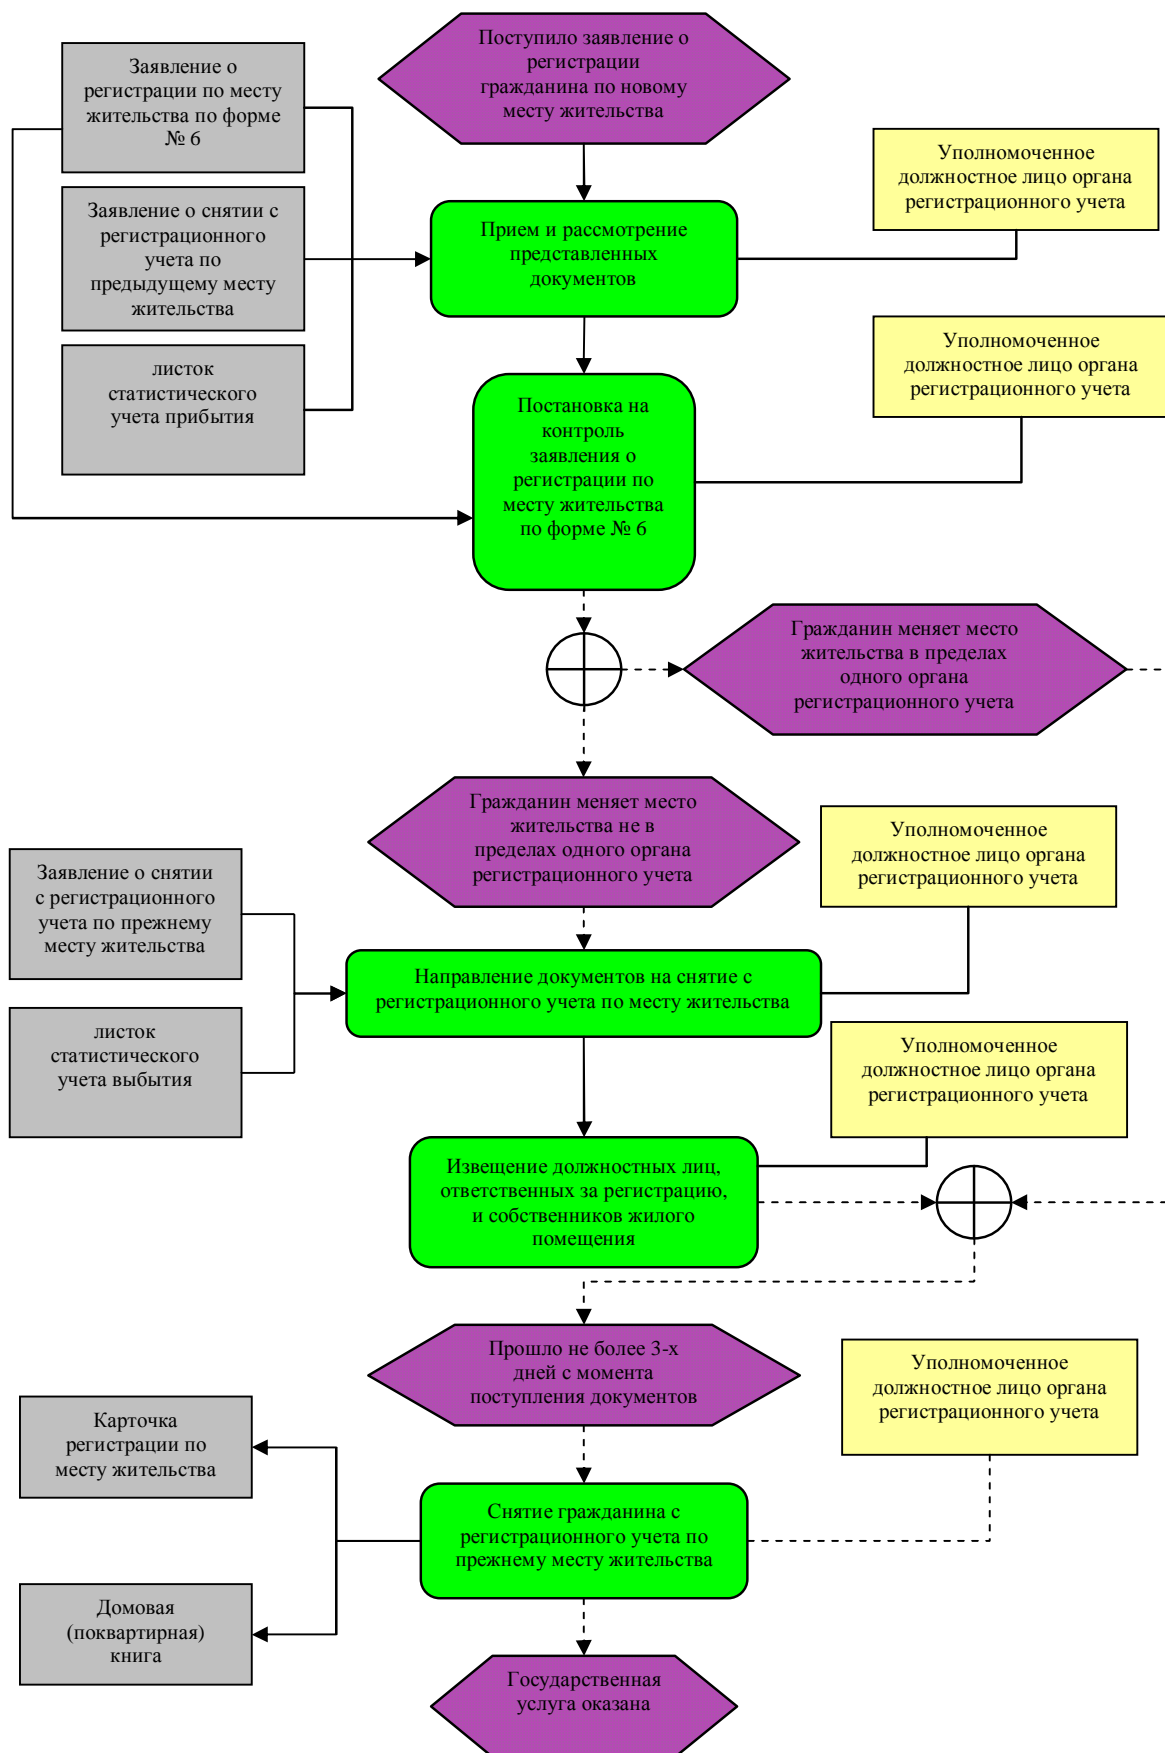 Поступило заявление о
регистрации
гражданина по новому
месту жительства
Заявление о
регистрации по месту
жительства по форме
№ 6
Уполномоченное
должностное лицо органа
регистрационного учета
Заявление о снятии с
регистрационного
учета по
предыдущему месту
жительства
Прием и рассмотрение
представленных
документов
листок
статистического
учета прибытия
Уполномоченное
должностное лицо органа
регистрационного учета
Постановка на
контроль
заявления о
регистрации по
месту жительства
по форме № 6
Гражданин меняет место
жительства в пределах
одного органа
регистрационного учета
Гражданин меняет место
жительства не в
пределах одного органа
регистрационного учета
Уполномоченное
должностное лицо органа
регистрационного учета
Заявление о снятии
с регистрационного
учета по прежнему
месту жительства
Направление документов на снятие с
регистрационного учета по месту жительства
листок
статистического
учета выбытия
Уполномоченное
должностное лицо органа
регистрационного учета
Извещение должностных лиц,
ответственных за регистрацию,
и собственников жилого
помещения
Прошло не более 3-х
дней с момента
поступления документов
Уполномоченное
должностное лицо органа
регистрационного учета
Карточка
регистрации по
месту жительства
Снятие гражданина с
регистрационного учета по
прежнему месту жительства
Домовая
(поквартирная)
книга
Государственная
услуга оказана